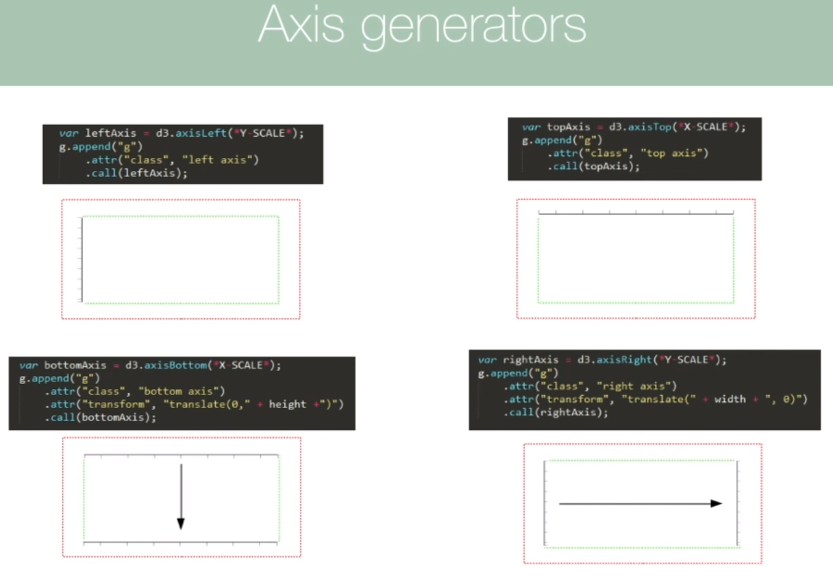 Axis generators
var leftAxis = d3.axisLeft(*Y-SCALE*);
g.append("g")
.attr("class", "left axis")
.call(leftAxis);
var topAxis = d3.axisTop(*X-SCALE*);
g.append("g")
.attr("class", "top axis")
.call(topAxis);
var bottomAxis = d3.axisBottom(*X-SCALE*);
g.append("g")
.attr("class", "bottom axis")
.attr("transform", "translate(0," + height +")")
.call(bottomAxis);
var rightAxis = d3.axisRight(*Y-SCALE*);
g.append("g")
.attr("class", "right axis")
.attr("transform", "translate(" + width + ", 0)")
.call(rightAxis);